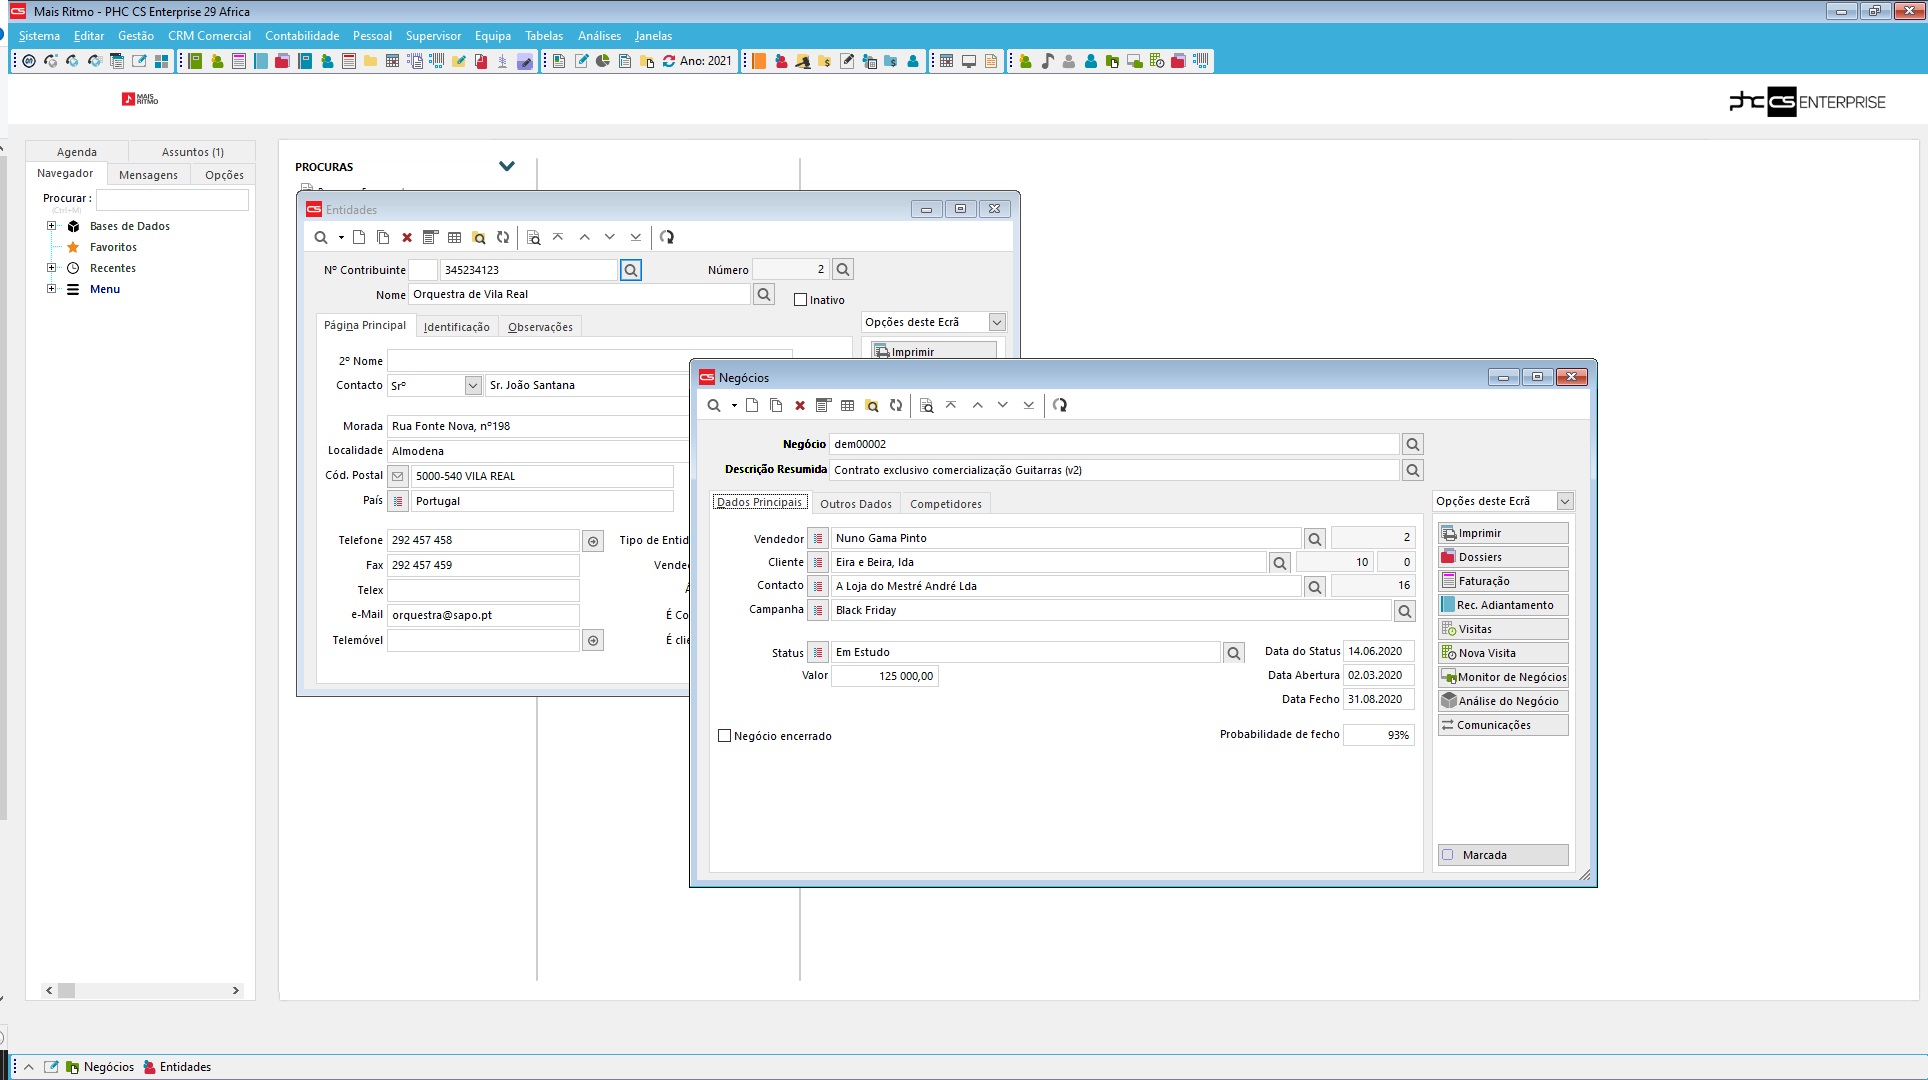 Mais Ritmo - PHC CS Enterprise 29 Africa
Sistema Editar Gestão CRM Comercial Contabilidade Pessoal Supervisor Equipa Tabelas Análises Janelas
Ano: 2021
MAIS RITMO
phc CS ENTERPRISE
Agenda Assuntos (1)
Navegador Mensagens Opções
Procurar :
(Ctrl+M)
Bases de Dados
Favoritos
Recentes
Menu
PROCURAS
CS Entidades
Nº Contribuinte 345234123 Número 2
Nome Orquestra de Vila Real Inativo
Página Principal Identificação Observações Opções deste Ecrã
Imprimir
2º Nome
Contacto Srº Sr. João Santana
Morada Rua Fonte Nova, nº198
Localidade Almodena
Cód. Postal 5000-540 VILA REAL
País Portugal
Telefone 292 457 458 Tipo de Entid
Fax 292 457 459 Vende
Telex
e-Mail orquestra@sapo.pt É Co
Telemóvel É clie
CS Negócios
Negócio dem00002
Descrição Resumida Contrato exclusivo comercialização Guitarras (v2)
Dados Principais Outros Dados Competidores Opções deste Ecrã
Vendedor Nuno Gama Pinto 2
Cliente Eira e Beira, lda 10 0
Contacto A Loja do Mestré André Lda 16
Campanha Black Friday
Status Em Estudo Data do Status 14.06.2020
Valor 125 000,00 Data Abertura 02.03.2020
Data Fecho 31.08.2020
Negócio encerrado Probabilidade de fecho 93%
Imprimir
Dossiers
Faturação
Rec. Adiantamento
Visitas
Nova Visita
Monitor de Negócios
Análise do Negócio
Comunicações
Marcada
Negócios Entidades